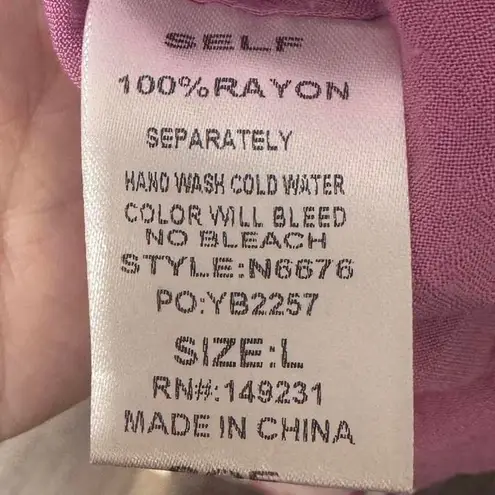 SELF
100%RAYON
SEPARATELY
HAND WASH COLD WATER
COLOR WILL BLEED
NO BLEACH
STYLE:N6676
PO:YB2257
SIZE:L
RN#:149231
MADE IN CHINA